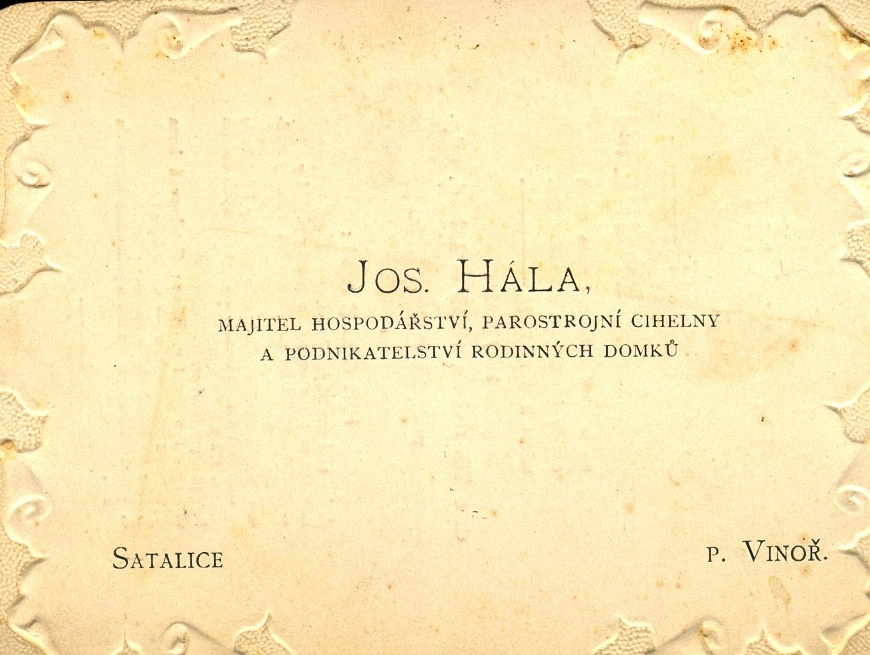 Jos. Hála,
majitel hospodářství, parostrojní cihelny
a podnikatelství rodinných domků
Satalice
p. Vinoř.